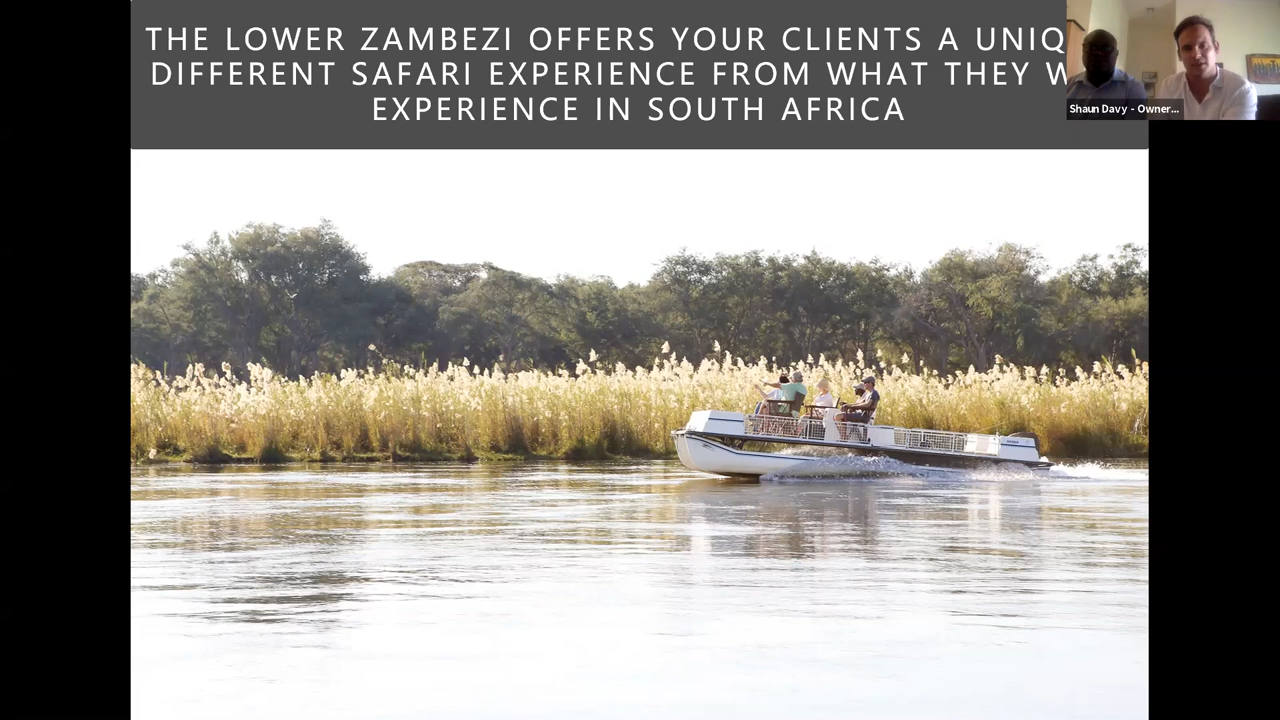 THE LOWER ZAMBEZI OFFERS YOUR CLIENTS A UNIQ
DIFFERENT SAFARI EXPERIENCE FROM WHAT THEY W
EXPERIENCE IN SOUTH AFRICA
Shaun Davy - Owner...